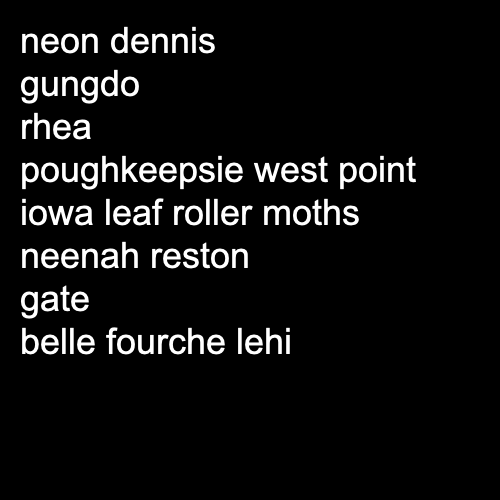 neon dennis
gungdo
rhea
poughkeepsie west point
iowa leaf roller moths
neenah reston
gate
belle fourche lehi